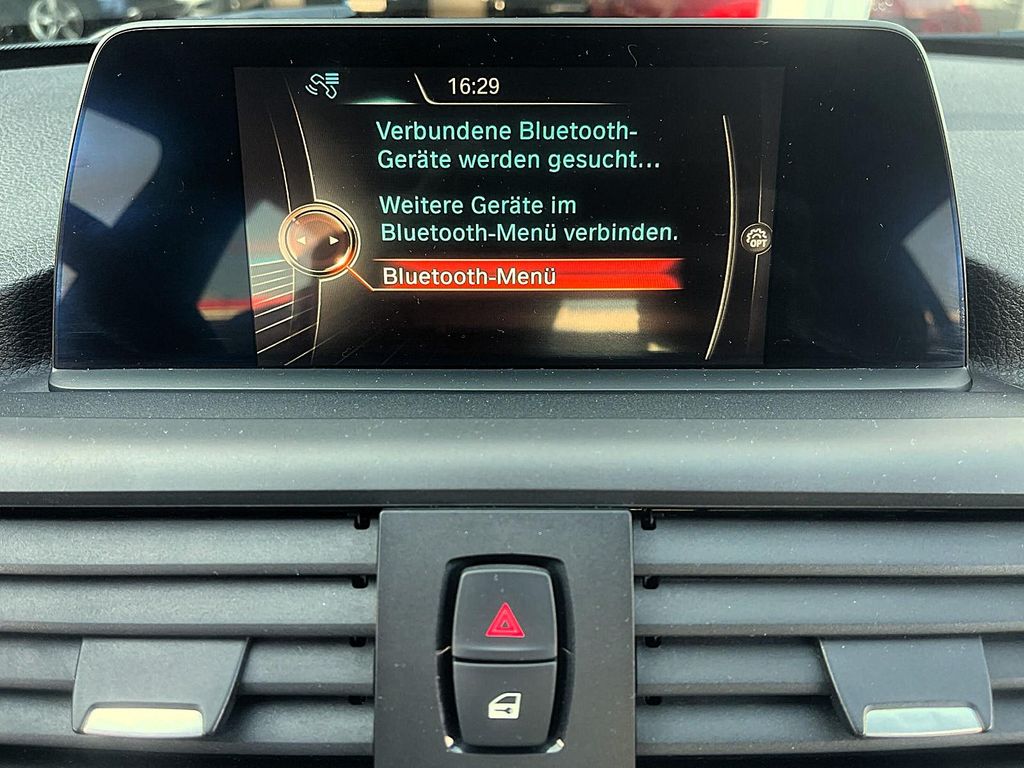 16:29
Verbundene Bluetooth-
Geräte werden gesucht...
Weitere Geräte im
Bluetooth-Menü verbinden.
OPT
Bluetooth-Menü